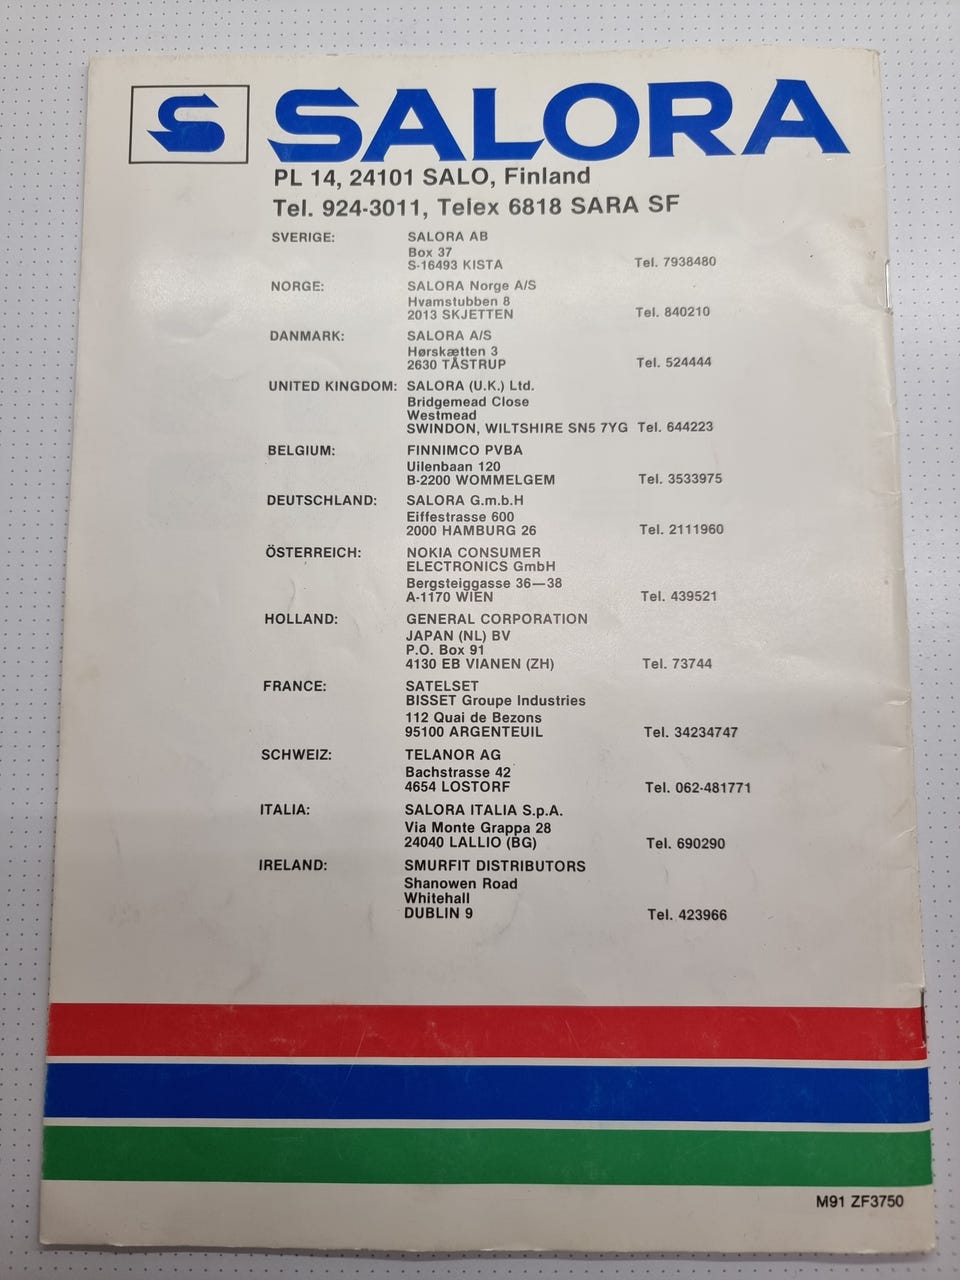 S SALORA
PL 14, 24101 SALO, Finland
Tel. 924-3011, Telex 6818 SARA SF
SVERIGE: SALORA AB
Box 37
S-16493 KISTA Tel. 7938480
NORGE: SALORA Norge A/S
Hvamstubben 8
2013 SKJETTEN Tel. 840210
DANMARK: SALORA A/S
Hørskætten 3
2630 TÅSTRUP Tel. 524444
UNITED KINGDOM: SALORA (U.K.) Ltd.
Bridgemead Close
Westmead
SWINDON, WILTSHIRE SN5 7YG Tel. 644223
BELGIUM: FINNIMCO PVBA
Uilenbaan 120
B-2200 WOMMELGEM Tel. 3533975
DEUTSCHLAND: SALORA G.m.b.H
Eiffestrasse 600
2000 HAMBURG 26 Tel. 2111960
ÖSTERREICH: NOKIA CONSUMER
ELECTRONICS GmbH
Bergsteiggasse 36—38
A-1170 WIEN Tel. 439521
HOLLAND: GENERAL CORPORATION
JAPAN (NL) BV
P.O. Box 91
4130 EB VIANEN (ZH) Tel. 73744
FRANCE: SATELSET
BISSET Groupe Industries
112 Quai de Bezons
95100 ARGENTEUIL Tel. 34234747
SCHWEIZ: TELANOR AG
Bachstrasse 42
4654 LOSTORF Tel. 062-481771
ITALIA: SALORA ITALIA S.p.A.
Via Monte Grappa 28
24040 LALLIO (BG) Tel. 690290
IRELAND: SMURFIT DISTRIBUTORS
Shanowen Road
Whitehall
DUBLIN 9 Tel. 423966
M91 ZF3750